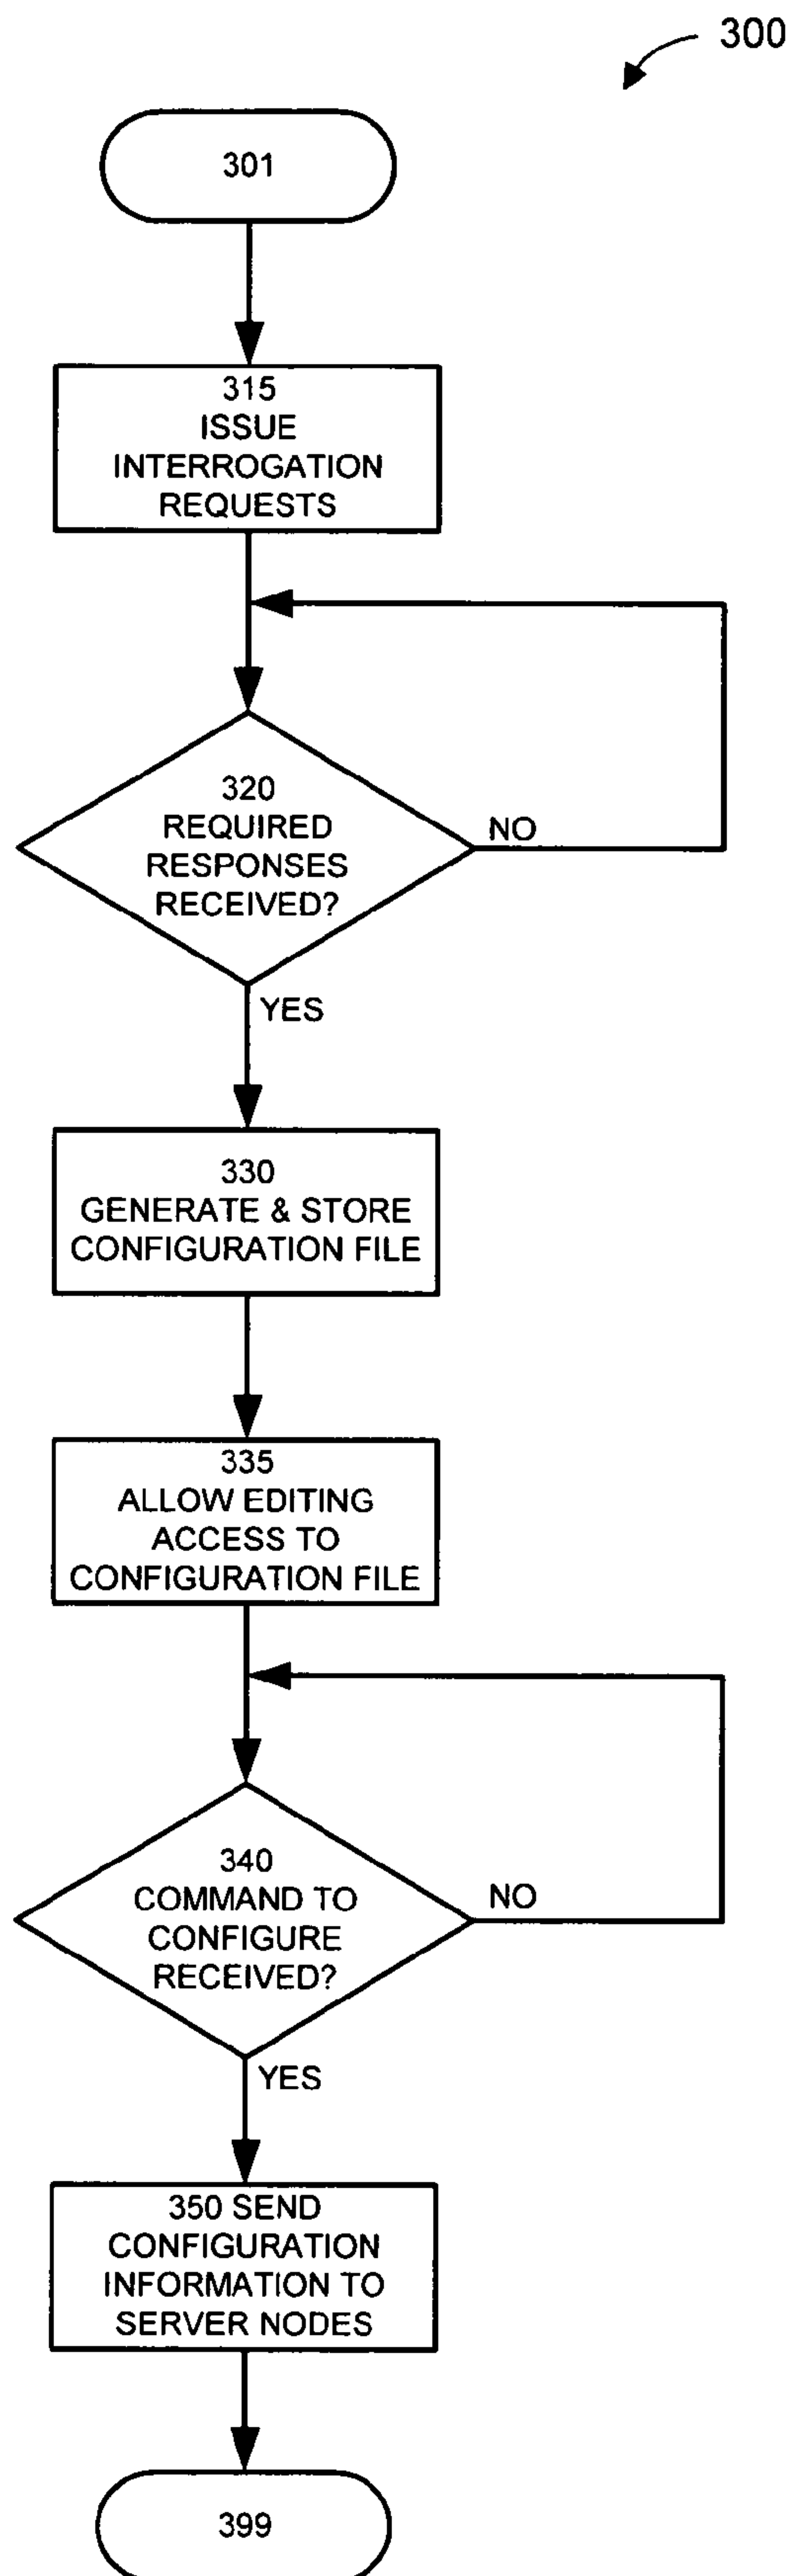 300
301
315
ISSUE
INTERROGATION
REQUESTS
320
REQUIRED
RESPONSES
RECEIVED?
NO
YES
330
GENERATE & STORE
CONFIGURATION FILE
335
ALLOW EDITING
ACCESS TO
CONFIGURATION FILE
340
COMMAND TO
CONFIGURE
RECEIVED?
NO
YES
350 SEND
CONFIGURATION
INFORMATION TO
SERVER NODES
399